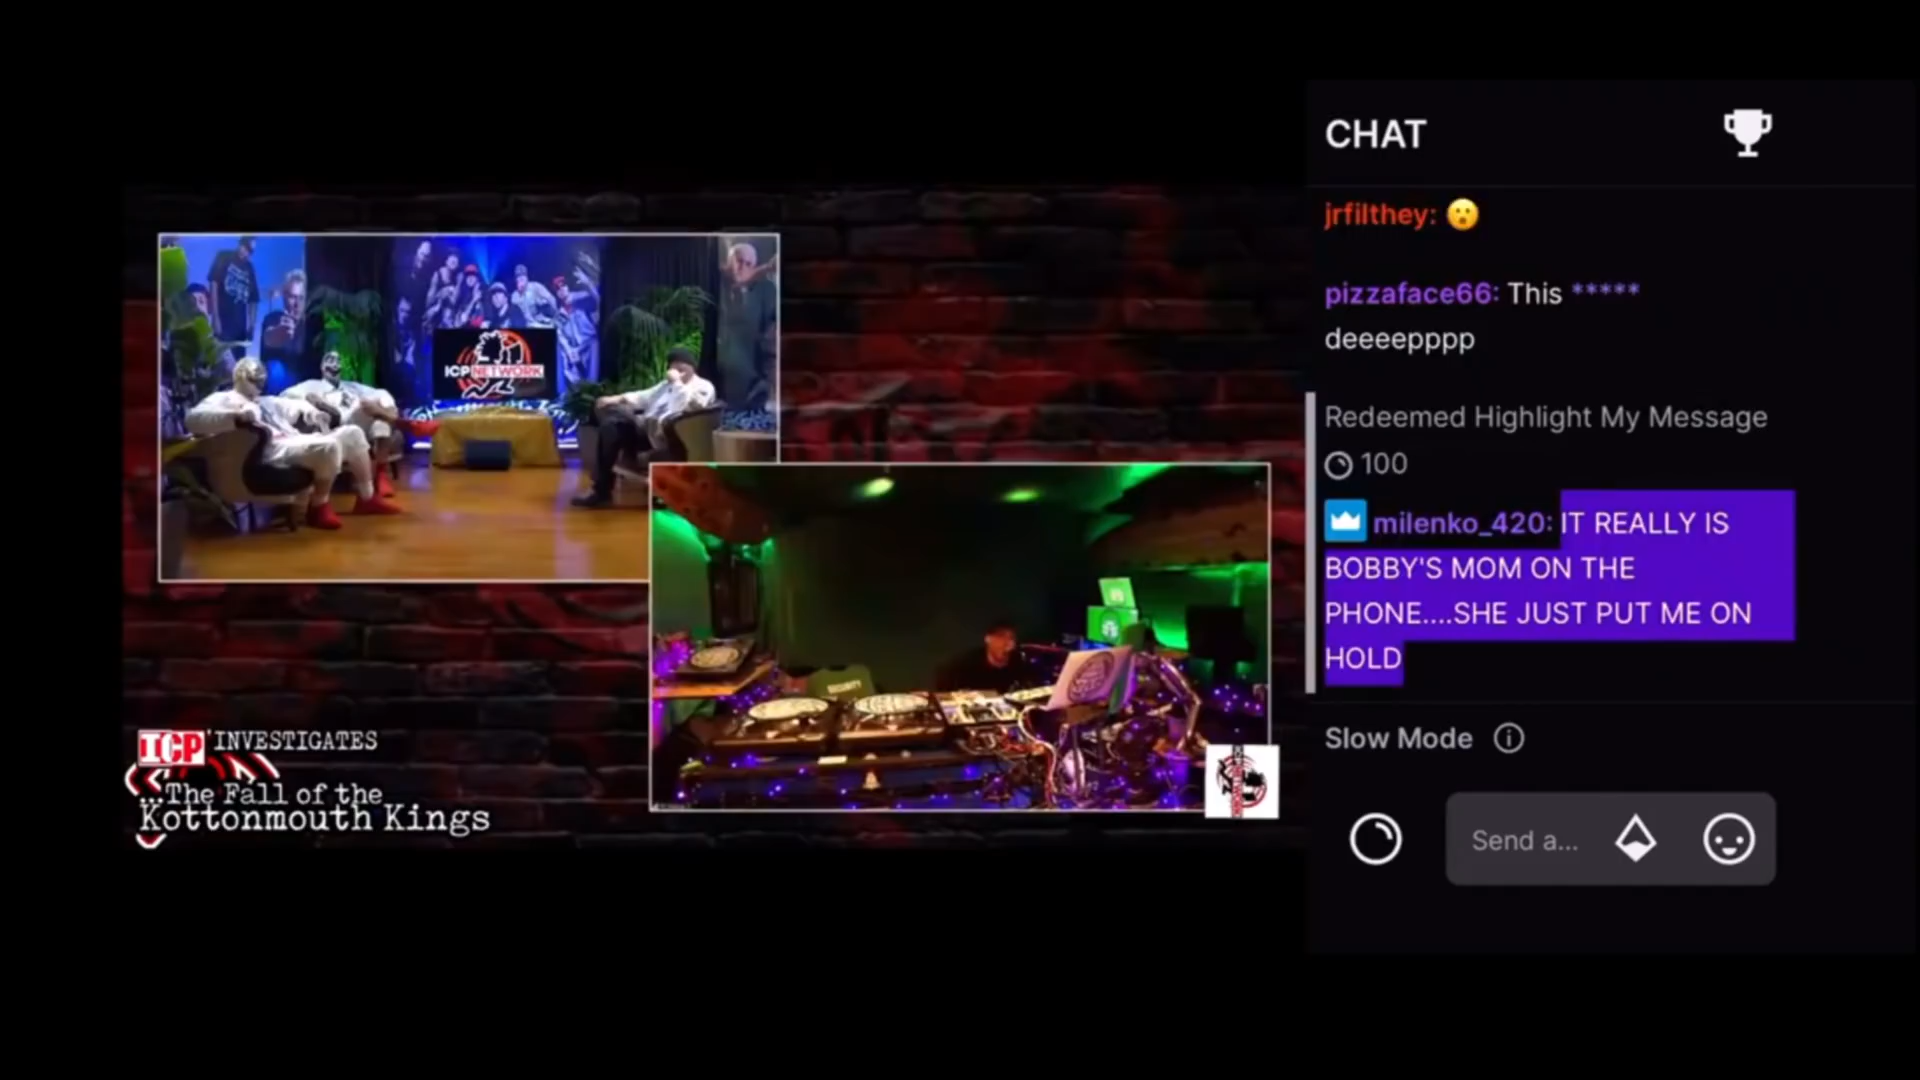 CHAT
jrfilthey: 😮
pizzaface66: This *****
deeeepppp
Redeemed Highlight My Message
100
milenko_420: IT REALLY IS
BOBBY'S MOM ON THE
PHONE....SHE JUST PUT ME ON
HOLD
Slow Mode
Send a...
ICP NETWORK
SECURITY
ICP INVESTIGATES
The Fall of the
Kottonmouth Kings